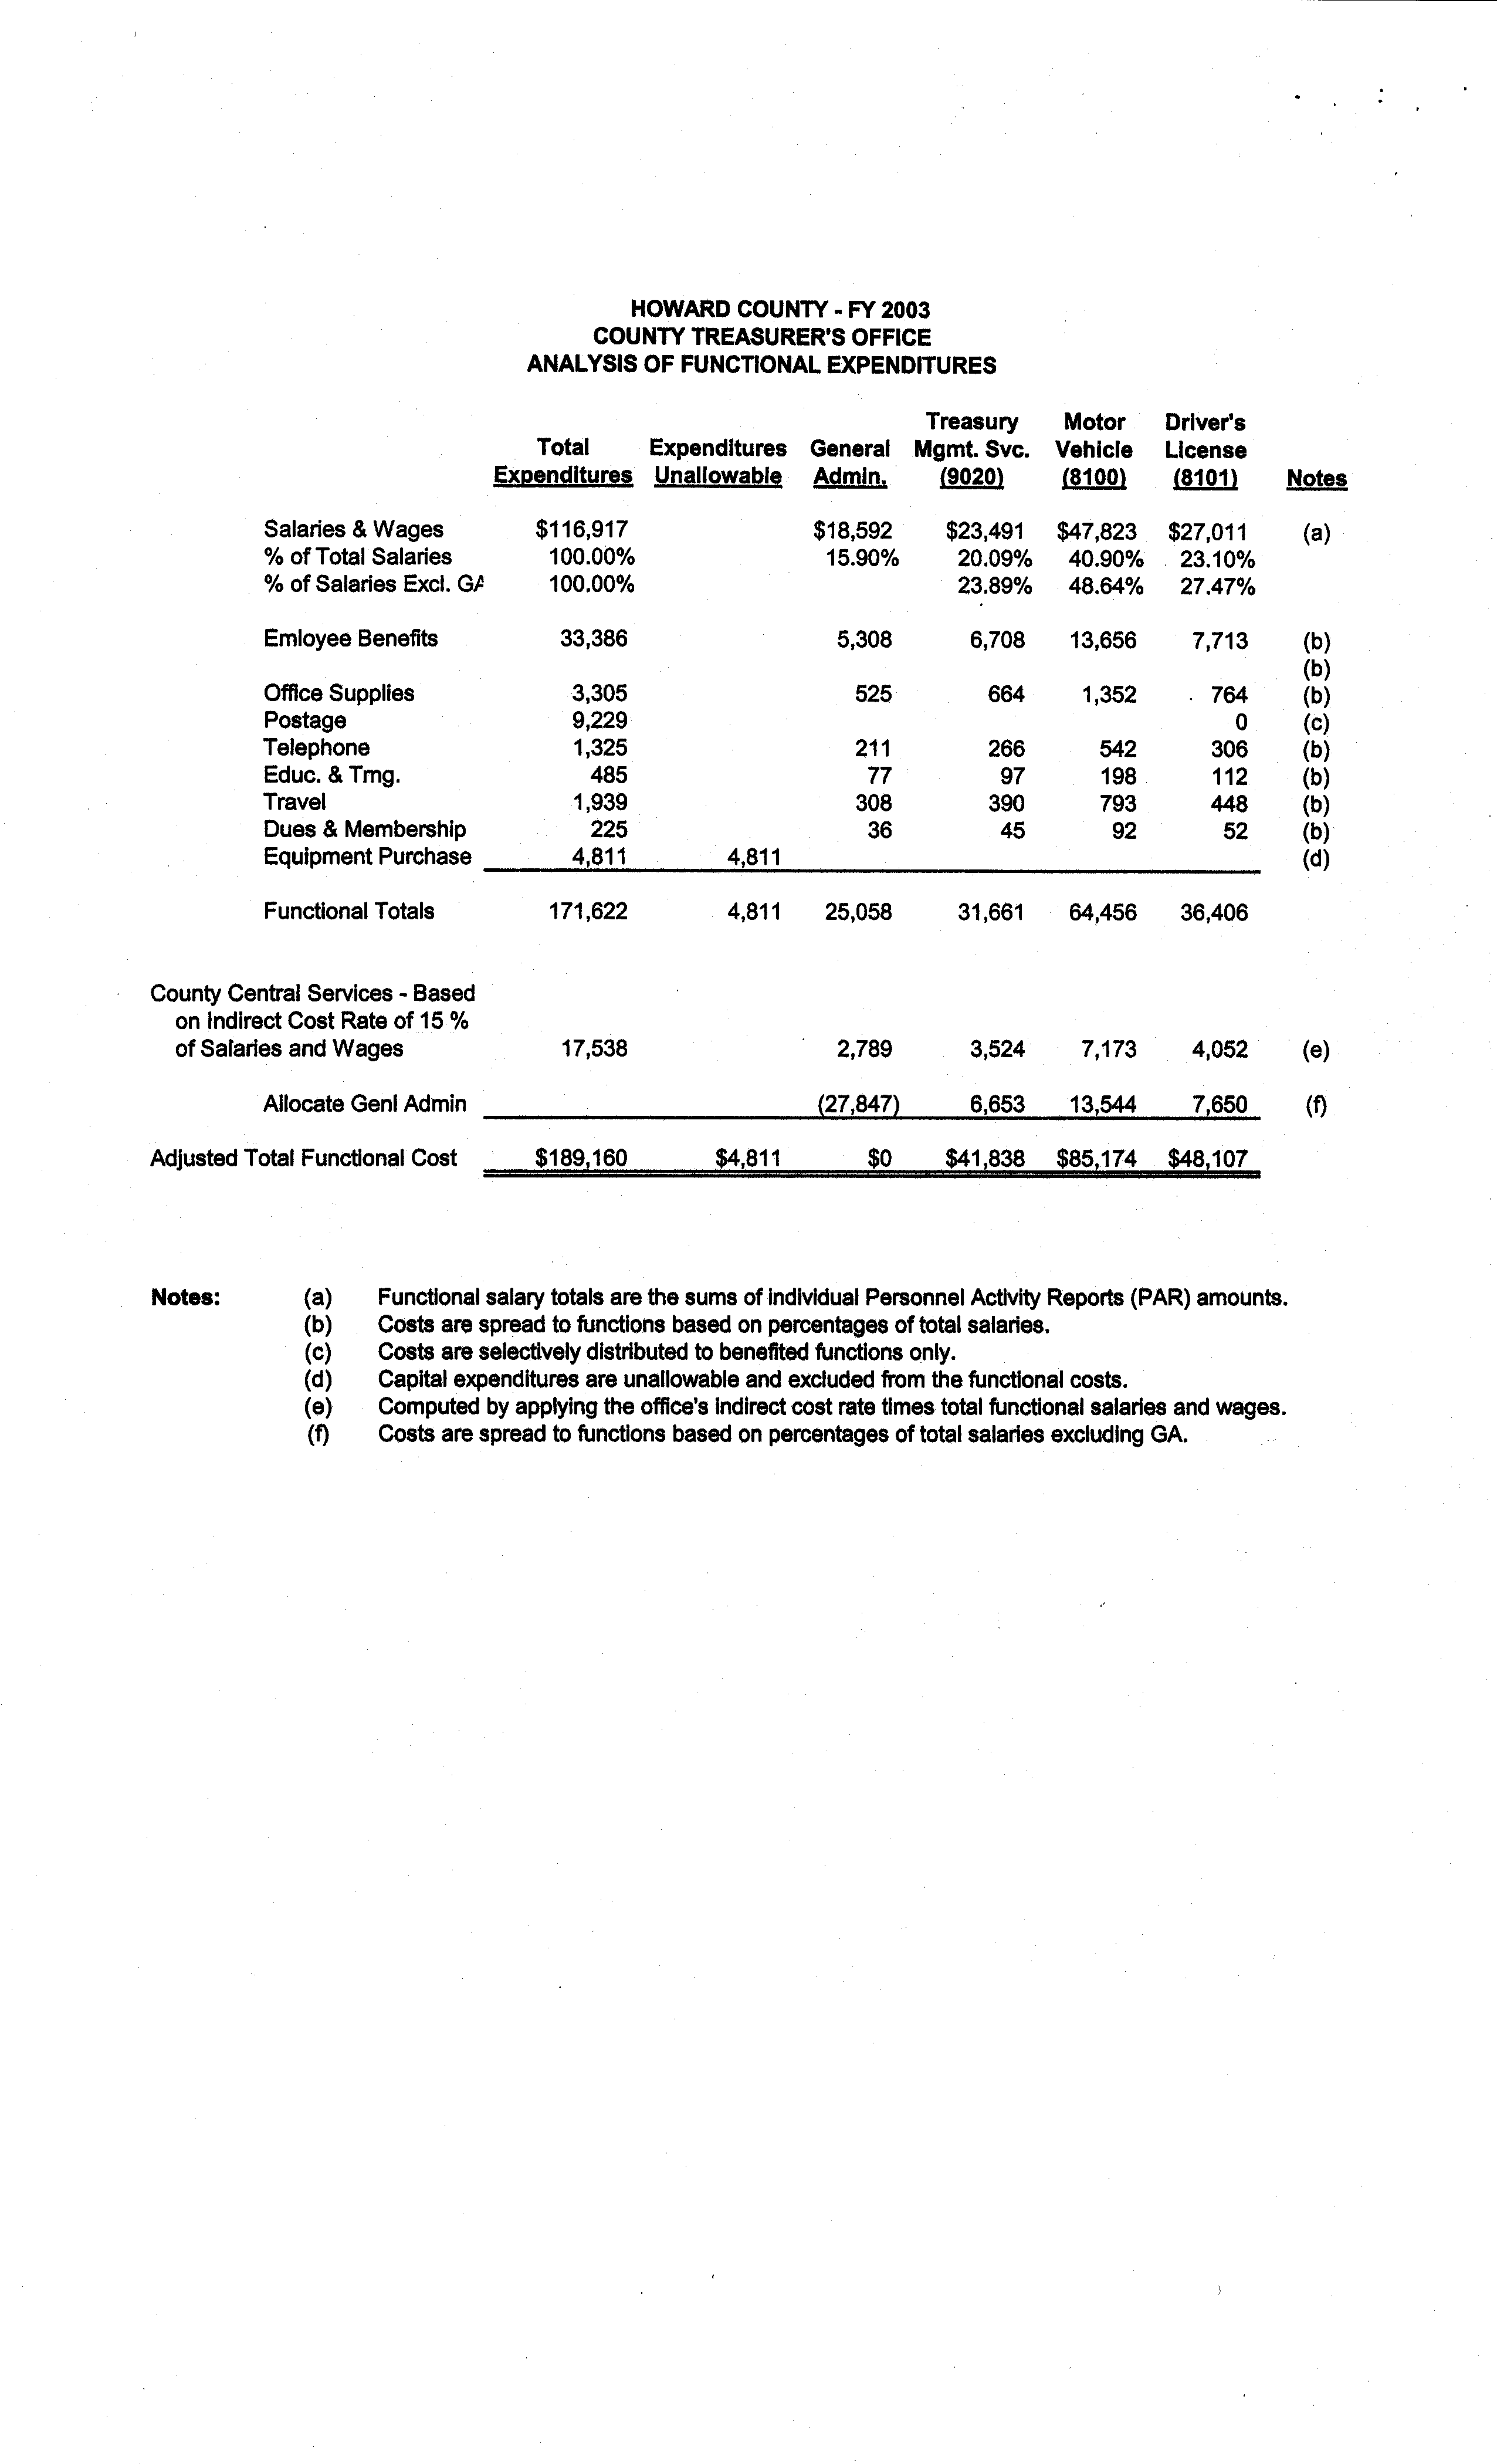 HOWARD COUNTY - FY 2003
COUNTY TREASURER'S OFFICE
ANALYSIS OF FUNCTIONAL EXPENDITURES
Treasury Motor Driver's
Total Expenditures General Mgmt. Svc. Vehicle License
Expenditures Unallowable Admin. (9020) (8100) (8101) Notes
Salaries & Wages $116,917 $18,592 $23,491 $47,823 $27,011 (a)
% of Total Salaries 100.00% 15.90% 20.09% 40.90% 23.10%
% of Salaries Excl. GA 100.00% 23.89% 48.64% 27.47%
Emloyee Benefits 33,386 5,308 6,708 13,656 7,713 (b)
(b)
Office Supplies 3,305 525 664 1,352 764 (b)
Postage 9,229 0 (c)
Telephone 1,325 211 266 542 306 (b)
Educ. & Trng. 485 77 97 198 112 (b)
Travel 1,939 308 390 793 448 (b)
Dues & Membership 225 36 45 92 52 (b)
Equipment Purchase 4,811 4,811 (d)
Functional Totals 171,622 4,811 25,058 31,661 64,456 36,406
County Central Services - Based
on Indirect Cost Rate of 15 %
of Salaries and Wages 17,538 2,789 3,524 7,173 4,052 (e)
Allocate Genl Admin (27,847) 6,653 13,544 7,650 (f)
Adjusted Total Functional Cost $189,160 $4,811 $0 $41,838 $85,174 $48,107
Notes: (a) Functional salary totals are the sums of individual Personnel Activity Reports (PAR) amounts.
(b) Costs are spread to functions based on percentages of total salaries.
(c) Costs are selectively distributed to benefited functions only.
(d) Capital expenditures are unallowable and excluded from the functional costs.
(e) Computed by applying the office's indirect cost rate times total functional salaries and wages.
(f) Costs are spread to functions based on percentages of total salaries excluding GA.